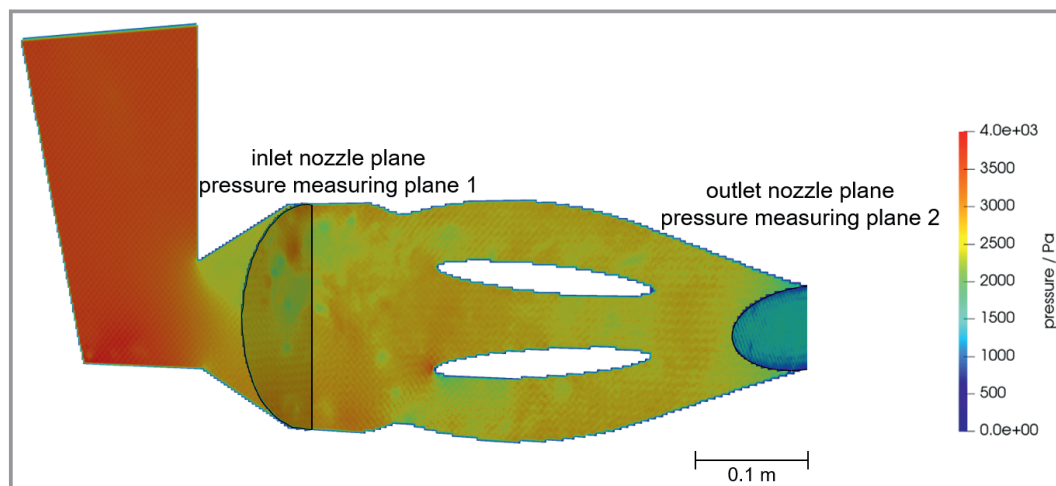 inlet nozzle plane
pressure measuring plane 1
outlet nozzle plane
pressure measuring plane 2
4.0e+03
3500
3000
2500
2000
1500
1000
500
0.0e+00
pressure / Pa
0.1 m